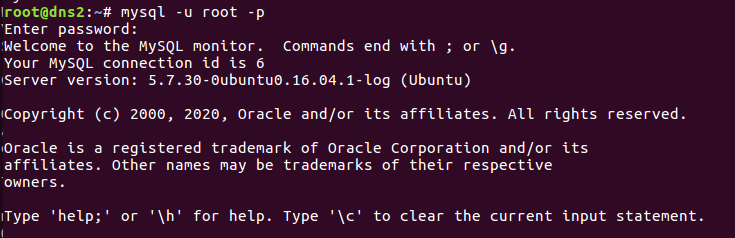 root@dns2:~# mysql -u root -p
Enter password:
Welcome to the MySQL monitor.  Commands end with ; or \g.
Your MySQL connection id is 6
Server version: 5.7.30-0ubuntu0.16.04.1-log (Ubuntu)
Copyright (c) 2000, 2020, Oracle and/or its affiliates. All rights reserved.
Oracle is a registered trademark of Oracle Corporation and/or its
affiliates. Other names may be trademarks of their respective
owners.
Type 'help;' or '\h' for help. Type '\c' to clear the current input statement.